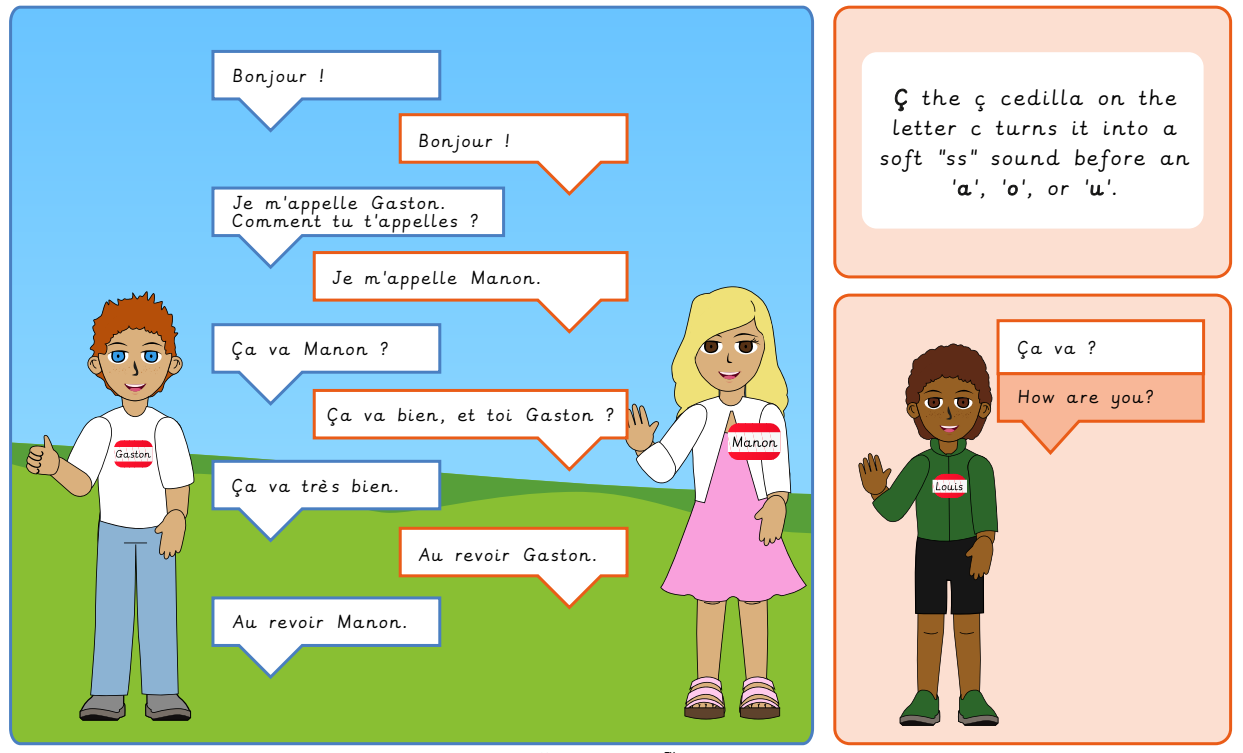 Bonjour !
Bonjour !
Je m'appelle Gaston.
Comment tu t'appelles ?
Je m'appelle Manon.
Ça va Manon ?
Ça va bien, et toi Gaston ?
Ça va très bien.
Au revoir Gaston.
Au revoir Manon.
Gaston
Manon
Ç the ç cedilla on the
letter c turns it into a
soft "ss" sound before an
'a', 'o', or 'u'.
Ça va ?
How are you?
Louis